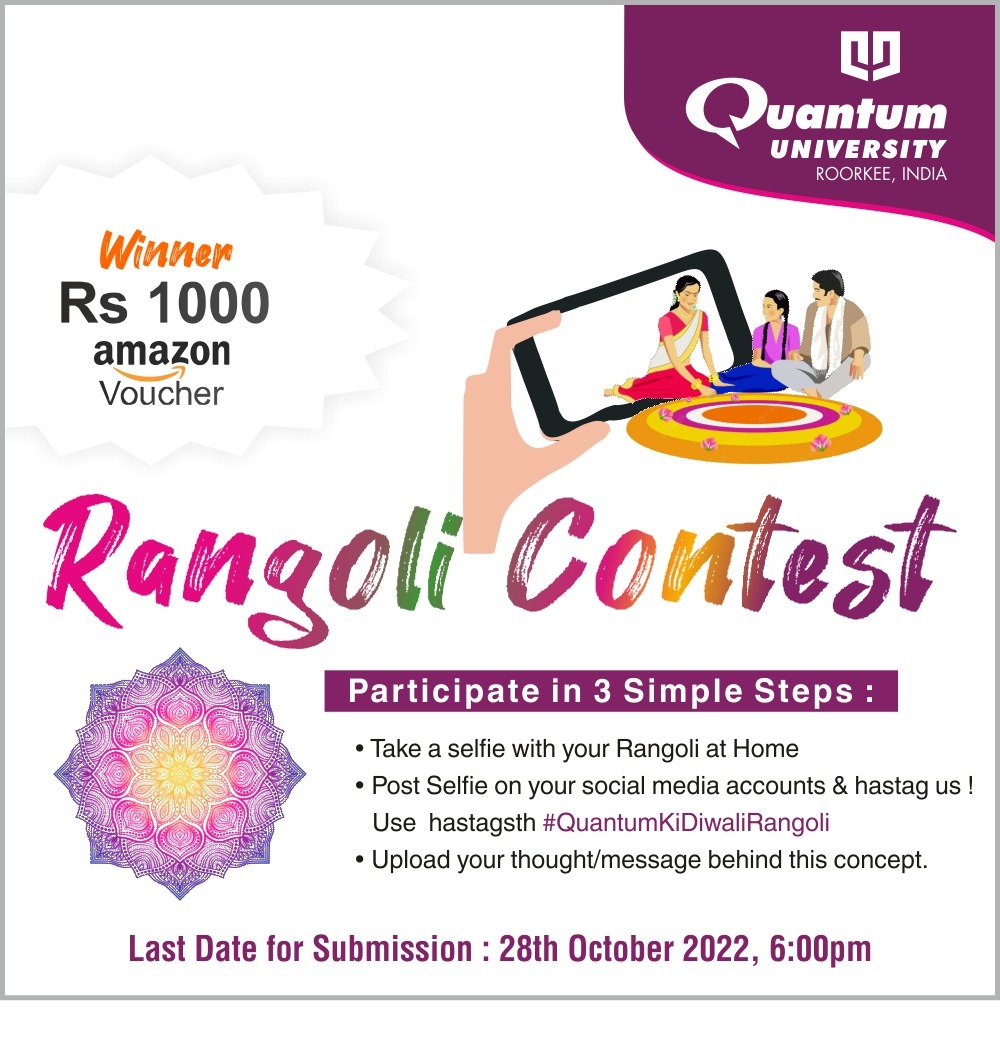 Quantum
UNIVERSITY
ROORKEE, INDIA
Winner
Rs 1000
amazon
Voucher
Rangoli Contest
Participate in 3 Simple Steps :
• Take a selfie with your Rangoli at Home
• Post Selfie on your social media accounts & hastag us !
Use hastagsth #QuantumKiDiwaliRangoli
• Upload your thought/message behind this concept.
Last Date for Submission : 28th October 2022, 6:00pm